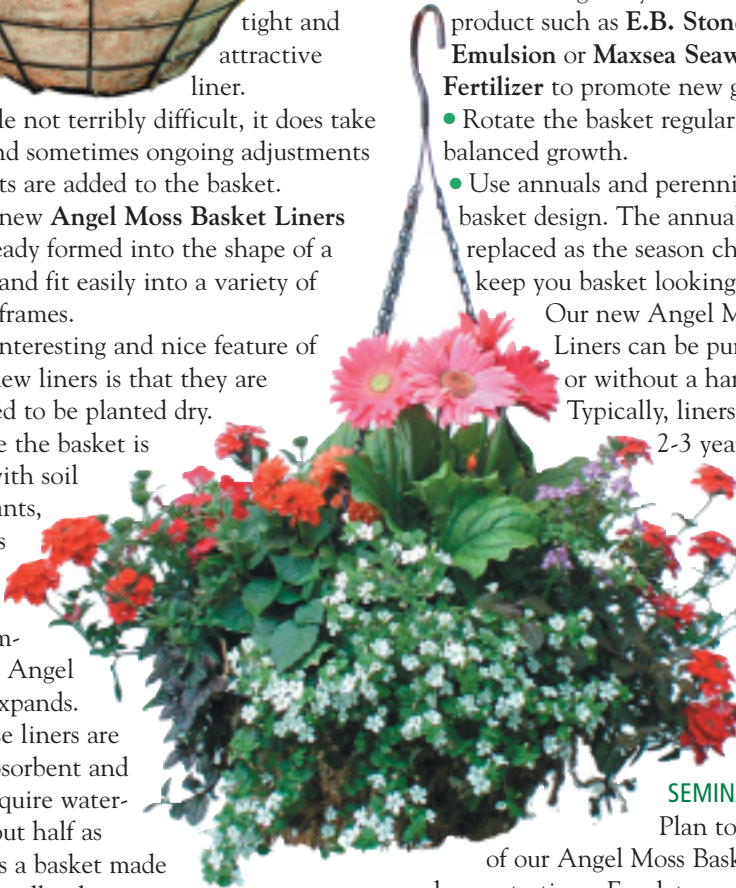 tight and
attractive
liner.
le not terribly difficult, it does take
nd sometimes ongoing adjustments
ts are added to the basket.
new Angel Moss Basket Liners
eady formed into the shape of a
and fit easily into a variety of
frames.
nteresting and nice feature of
ew liners is that they are
ed to be planted dry.
e the basket is
ith soil
nts,
s
m-
Angel
xpands.
e liners are
sorbent and
quire water-
out half as
s a basket made
product such as E.B. Ston
Emulsion or Maxsea Seaw
Fertilizer to promote new g
• Rotate the basket regular
balanced growth.
• Use annuals and perenni
basket design. The annua
replaced as the season ch
keep you basket looking
Our new Angel M
Liners can be pur
or without a han
Typically, liners
2-3 yea
SEMINA
Plan to
of our Angel Moss Bask